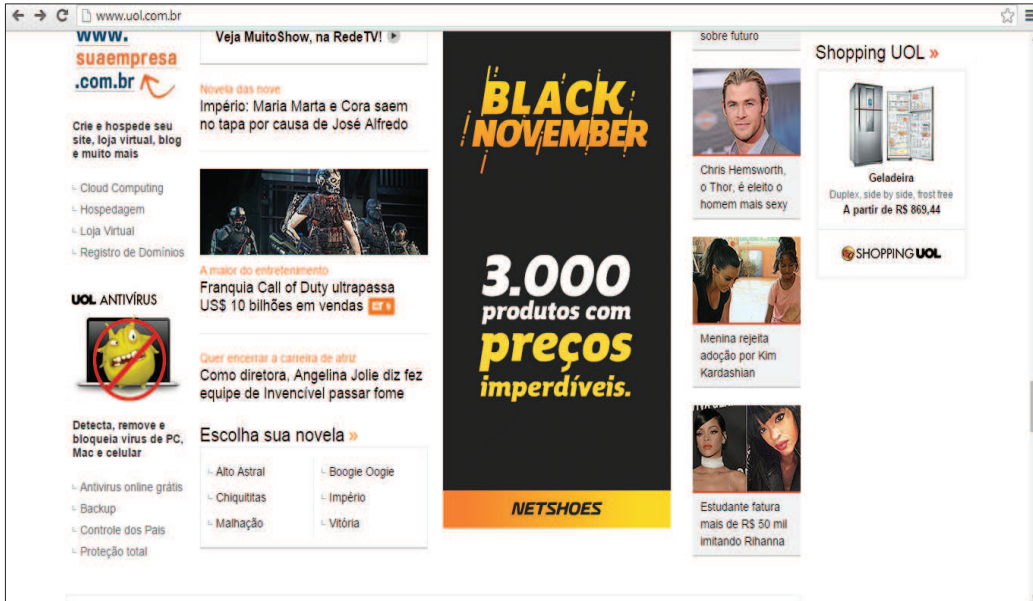 www.uol.com.br
www.
suaempresa
.com.br
Crie e hospede seu
site, loja virtual, blog
e muito mais
Cloud Computing
Hospedagem
Loja Virtual
Registro de Domínios
UOL ANTIVÍRUS
Detecta, remove e
bloqueia vírus de PC,
Mac e celular
Antivirus online grátis
Backup
Controle dos Pais
Proteção total
Veja MuitoShow, na RedeTV!
Novela das nove
Império: Maria Marta e Cora saem
no tapa por causa de José Alfredo
A maior do entretenimento
Franquia Call of Duty ultrapassa
US$ 10 bilhões em vendas
Quer encerrar a carreira de atriz
Como diretora, Angelina Jolie diz fez
equipe de Invencível passar fome
Escolha sua novela »
Alto Astral
Chiquititas
Malhação
Boogie Oogie
Império
Vitória
BLACK
NOVEMBER
3.000
produtos com
preços
imperdíveis.
NETSHOES
sobre futuro
Chris Hemsworth,
o Thor, é eleito o
homem mais sexy
Menina rejeita
adoção por Kim
Kardashian
Estudante fatura
mais de R$ 50 mil
imitando Rihanna
Shopping UOL »
Geladeira
Duplex, side by side, frost free
A partir de R$ 869,44
SHOPPING UOL